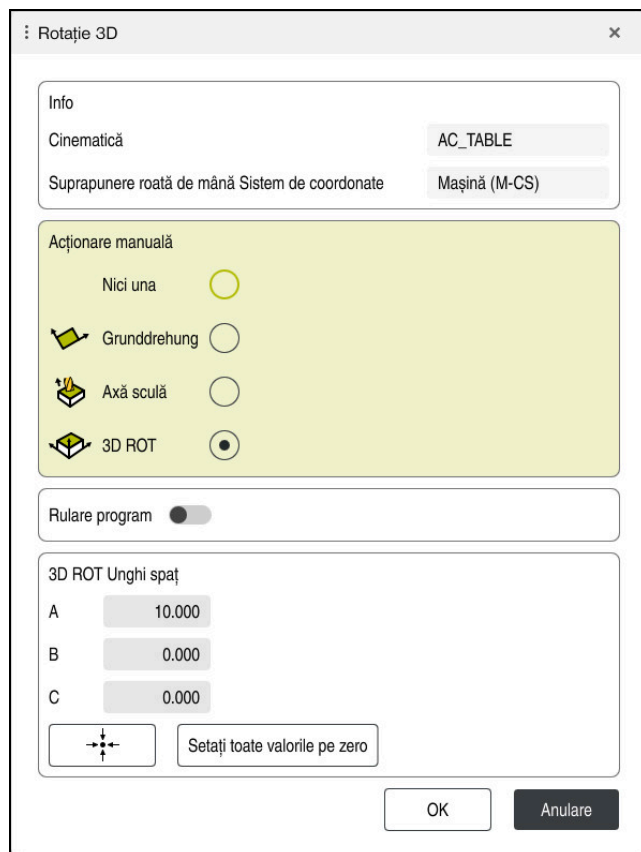 Rotație 3D
Info
Cinematică AC_TABLE
Suprapunere roată de mână Sistem de coordonate Mașină (M-CS)
Acționare manuală
Nici una
Grunddrehung
Axă sculă
3D ROT
Rulare program
3D ROT Unghi spaț
A 10.000
B 0.000
C 0.000
Setați toate valorile pe zero
OK Anulare